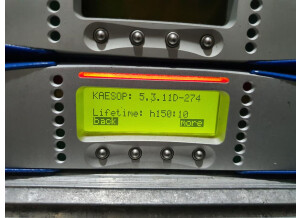 KAESOP: 5.3.11D-274
Lifetime: h150:10
back more